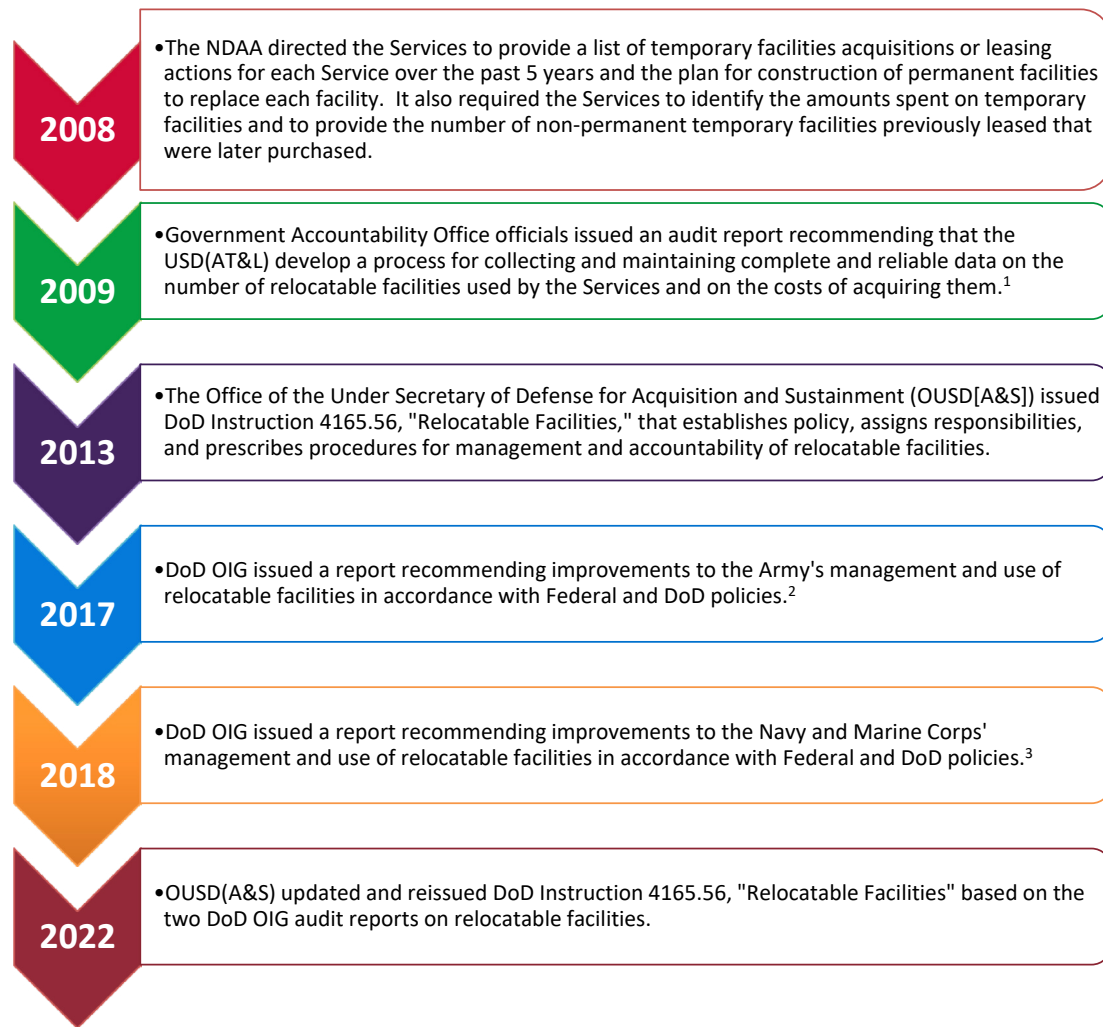 2008
•The NDAA directed the Services to provide a list of temporary facilities acquisitions or leasing
actions for each Service over the past 5 years and the plan for construction of permanent facilities
to replace each facility.  It also required the Services to identify the amounts spent on temporary
facilities and to provide the number of non-permanent temporary facilities previously leased that
were later purchased.
2009
•Government Accountability Office officials issued an audit report recommending that the
USD(AT&L) develop a process for collecting and maintaining complete and reliable data on the
number of relocatable facilities used by the Services and on the costs of acquiring them.1
2013
•The Office of the Under Secretary of Defense for Acquisition and Sustainment (OUSD[A&S]) issued
DoD Instruction 4165.56, "Relocatable Facilities," that establishes policy, assigns responsibilities,
and prescribes procedures for management and accountability of relocatable facilities.
2017
•DoD OIG issued a report recommending improvements to the Army's management and use of
relocatable facilities in accordance with Federal and DoD policies.2
2018
•DoD OIG issued a report recommending improvements to the Navy and Marine Corps'
management and use of relocatable facilities in accordance with Federal and DoD policies.3
2022
•OUSD(A&S) updated and reissued DoD Instruction 4165.56, "Relocatable Facilities" based on the
two DoD OIG audit reports on relocatable facilities.